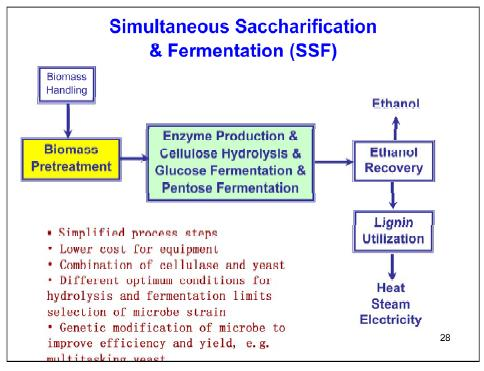 Simultaneous Saccharification
& Fermentation (SSF)
Biomass
Handling
Ethanol
Biomass
Pretreatment
Enzyme Production &
Cellulose Hydrolysis &
Glucose Fermentation &
Pentose Fermentation
Ethanol
Recovery
Lignin
Utilization
Heat
Steam
Electricity
• Simplified process steps
• Lower cost for equipment
• Combination of cellulase and yeast
• Different optimum conditions for
hydrolysis and fermentation limits
selection of microbe strain
• Genetic modification of microbe to
improve efficiency and yield, e.g.
multitasking yeast
28